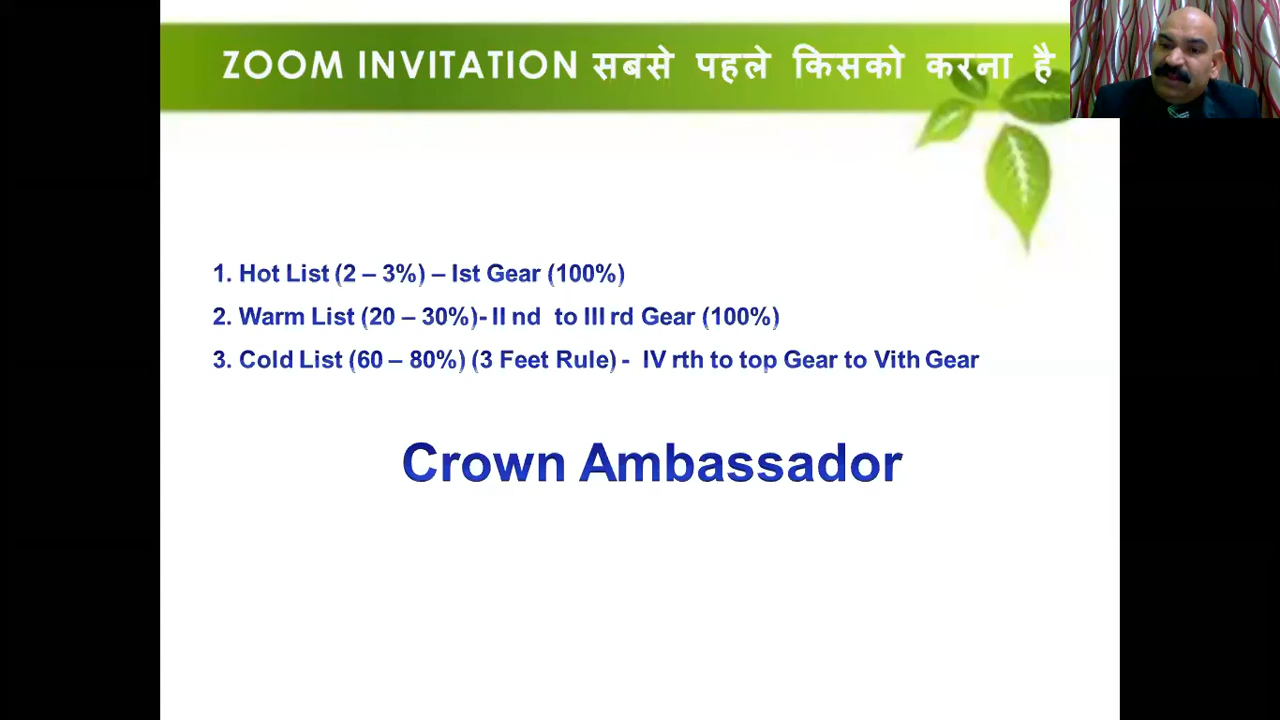 ZOOM INVITATION सबसे पहले किसको करना है
1. Hot List (2 – 3%) – Ist Gear (100%)
2. Warm List (20 – 30%)- II nd to III rd Gear (100%)
3. Cold List (60 – 80%) (3 Feet Rule) - IV rth to top Gear to Vith Gear
Crown Ambassador